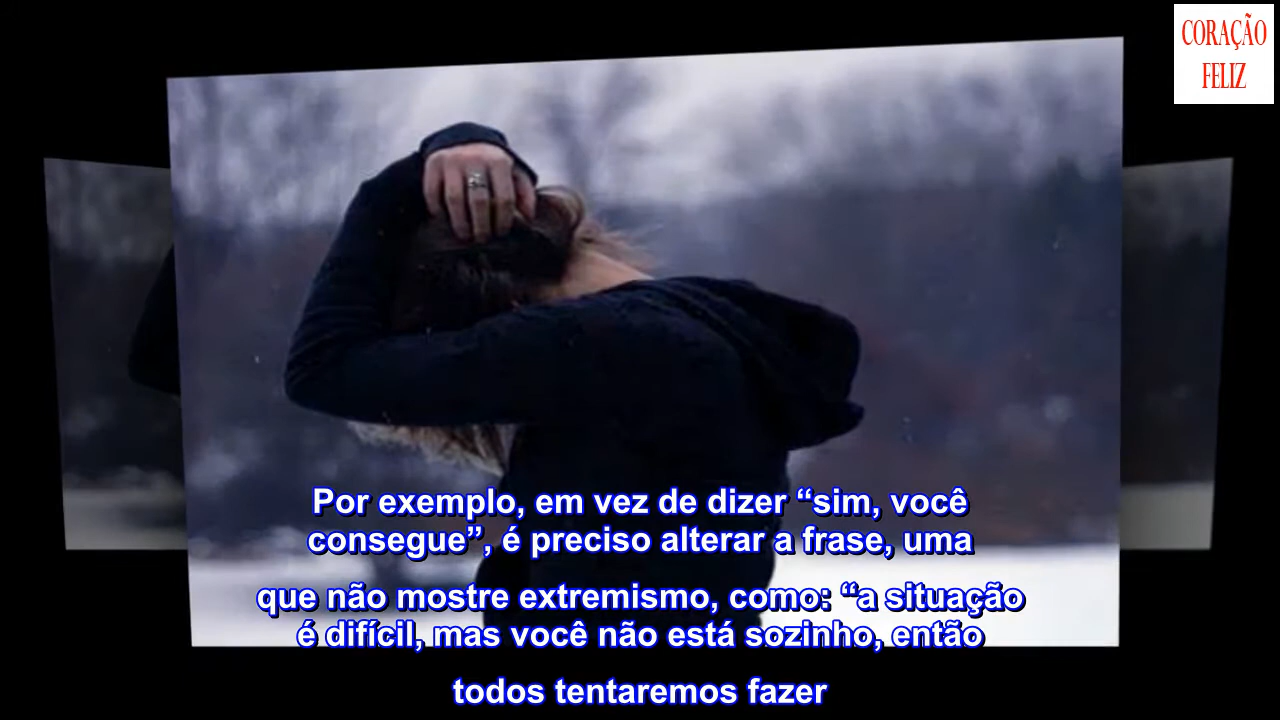 CORAÇÃO
FELIZ
Por exemplo, em vez de dizer “sim, você
consegue”, é preciso alterar a frase, uma
que não mostre extremismo, como: “a situação
é difícil, mas você não está sozinho, então
todos tentaremos fazer